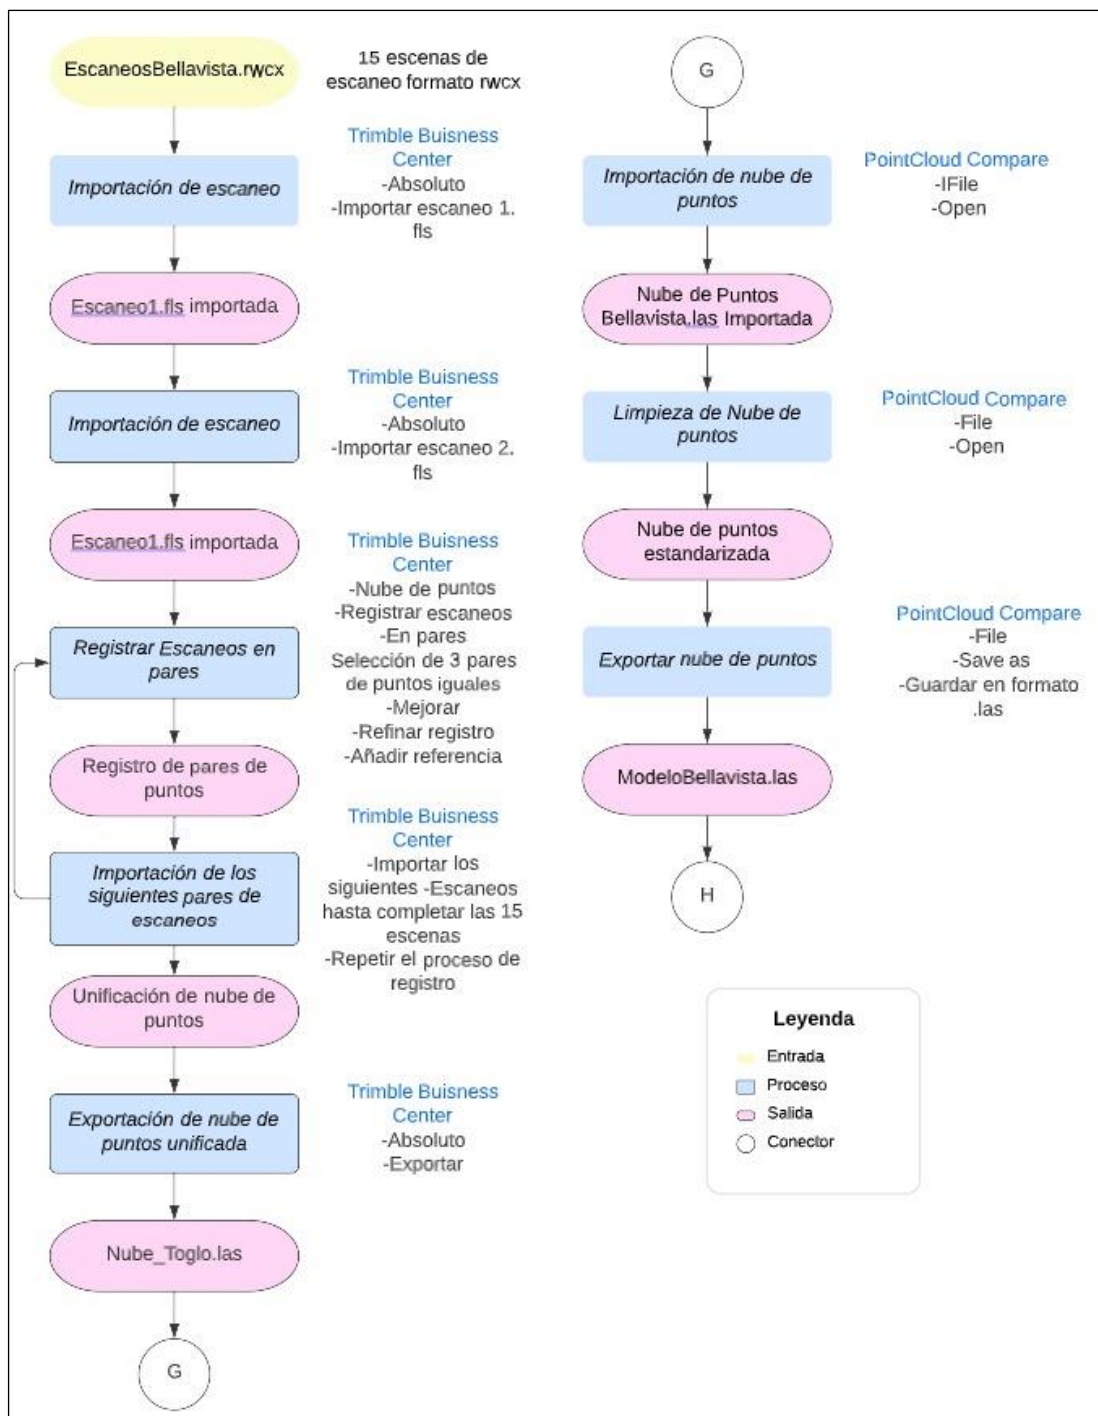 EscaneosBellavista.rwcx
15 escenas de
escaneo formato rwcx
Importación de escaneo
Trimble Buisness
Center
-Absoluto
-Importar escaneo 1.
fls
Escaneo1.fls importada
Importación de escaneo
Trimble Buisness
Center
-Absoluto
-Importar escaneo 2.
fls
Escaneo1.fls importada
Registrar Escaneos en
pares
Trimble Buisness
Center
-Nube de puntos
-Registrar escaneos
-En pares
Selección de 3 pares
de puntos iguales
-Mejorar
-Refinar registro
-Añadir referencia
Registro de pares de
puntos
Importación de los
siguientes pares de
escaneos
Trimble Buisness
Center
-Importar los
siguientes -Escaneos
hasta completar las 15
escenas
-Repetir el proceso de
registro
Unificación de nube de
puntos
Exportación de nube de
puntos unificada
Trimble Buisness
Center
-Absoluto
-Exportar
Nube_Toglo.las
G
G
Importación de nube de
puntos
PointCloud Compare
-IFile
-Open
Nube de Puntos
Bellavista.las Importada
Limpieza de Nube de
puntos
PointCloud Compare
-File
-Open
Nube de puntos
estandarizada
Exportar nube de puntos
PointCloud Compare
-File
-Save as
-Guardar en formato
.las
ModeloBellavista.las
H
Leyenda
Entrada
Proceso
Salida
Conector